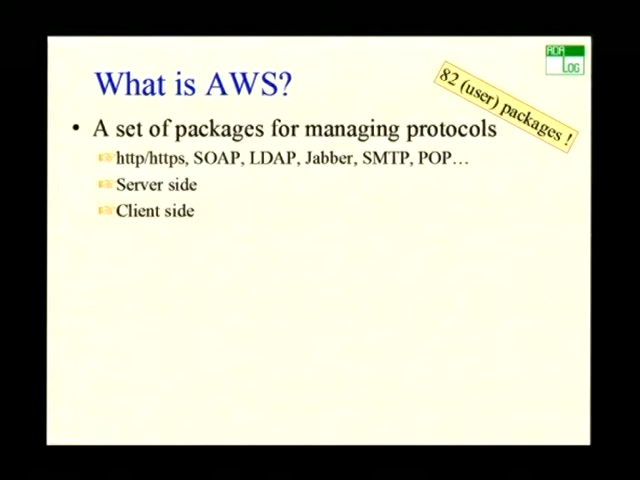 What is AWS?
82 (user) packages !
ADA
LOG
• A set of packages for managing protocols
http/https, SOAP, LDAP, Jabber, SMTP, POP…
Server side
Client side